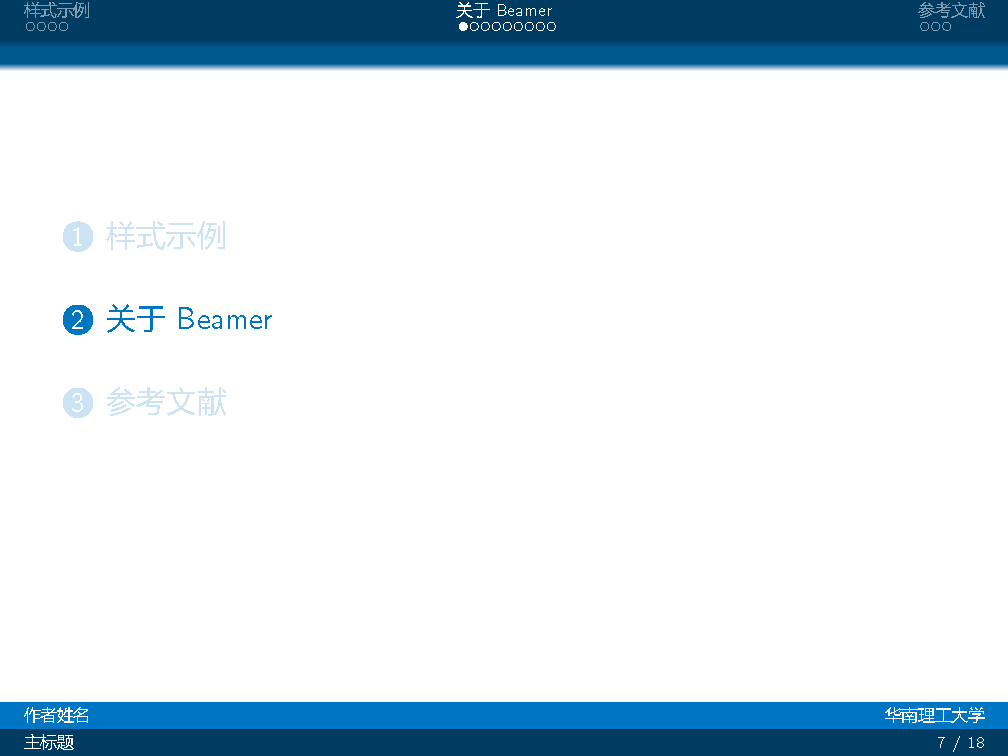 样式示例 关于 Beamer 参考文献
1 样式示例
2 关于 Beamer
3 参考文献
作者姓名 华南理工大学
主标题 7 / 18